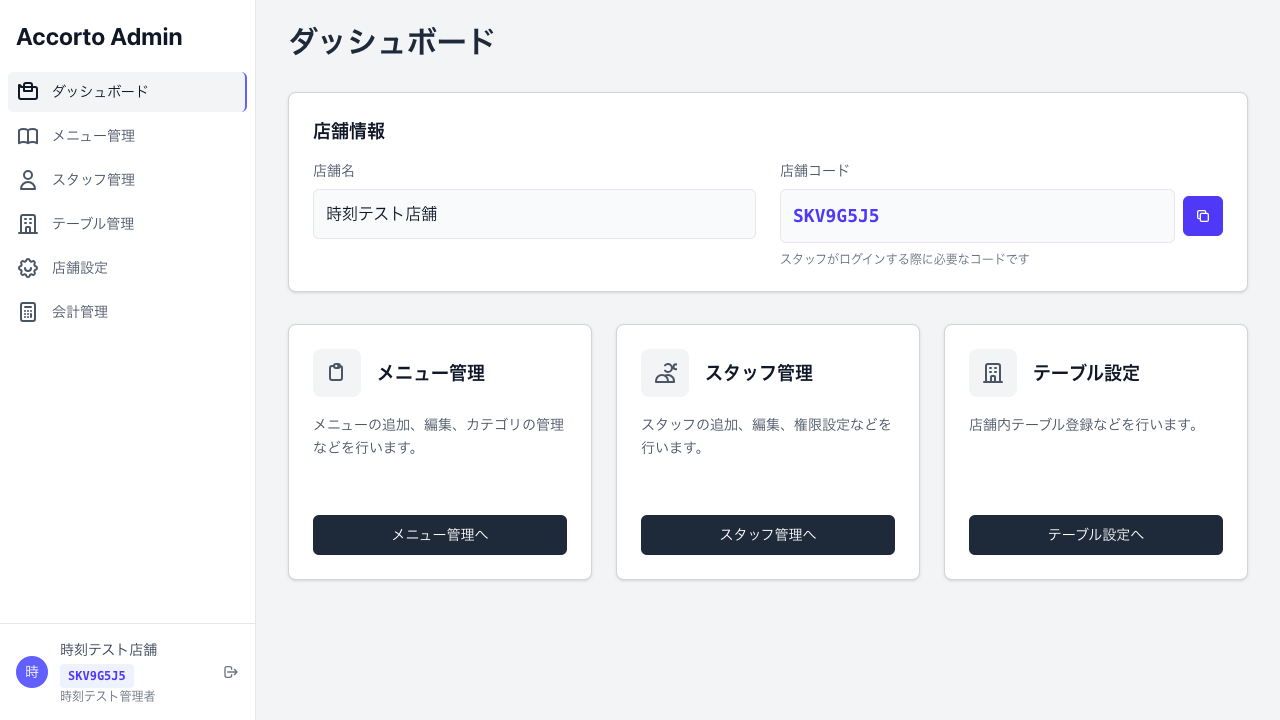 Accorto Admin
ダッシュボード
メニュー管理
スタッフ管理
テーブル管理
店舗設定
会計管理
時
時刻テスト店舗
SKV9G5J5
時刻テスト管理者
ダッシュボード
店舗情報
店舗名
時刻テスト店舗
店舗コード
SKV9G5J5
スタッフがログインする際に必要なコードです
メニュー管理
メニューの追加、編集、カテゴリの管理
などを行います。
メニュー管理へ
スタッフ管理
スタッフの追加、編集、権限設定などを
行います。
スタッフ管理へ
テーブル設定
店舗内テーブル登録などを行います。
テーブル設定へ